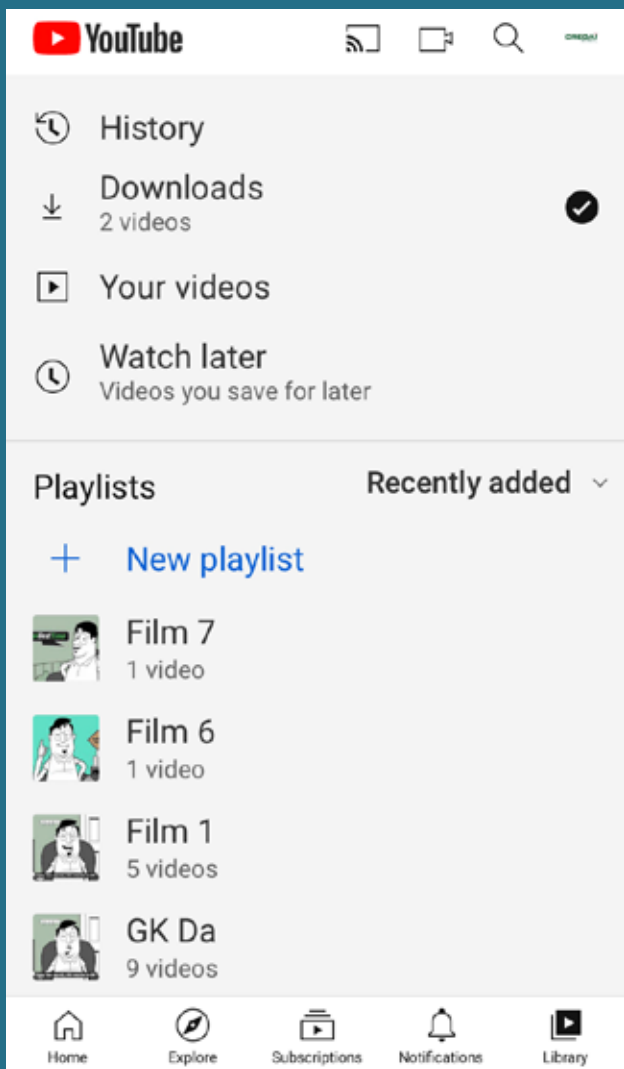 YouTube
History
Downloads
2 videos
Your videos
Watch later
Videos you save for later
Playlists Recently added
New playlist
Film 7
1 video
Film 6
1 video
Film 1
5 videos
GK Da
9 videos
Home Explore Subscriptions Notifications Library